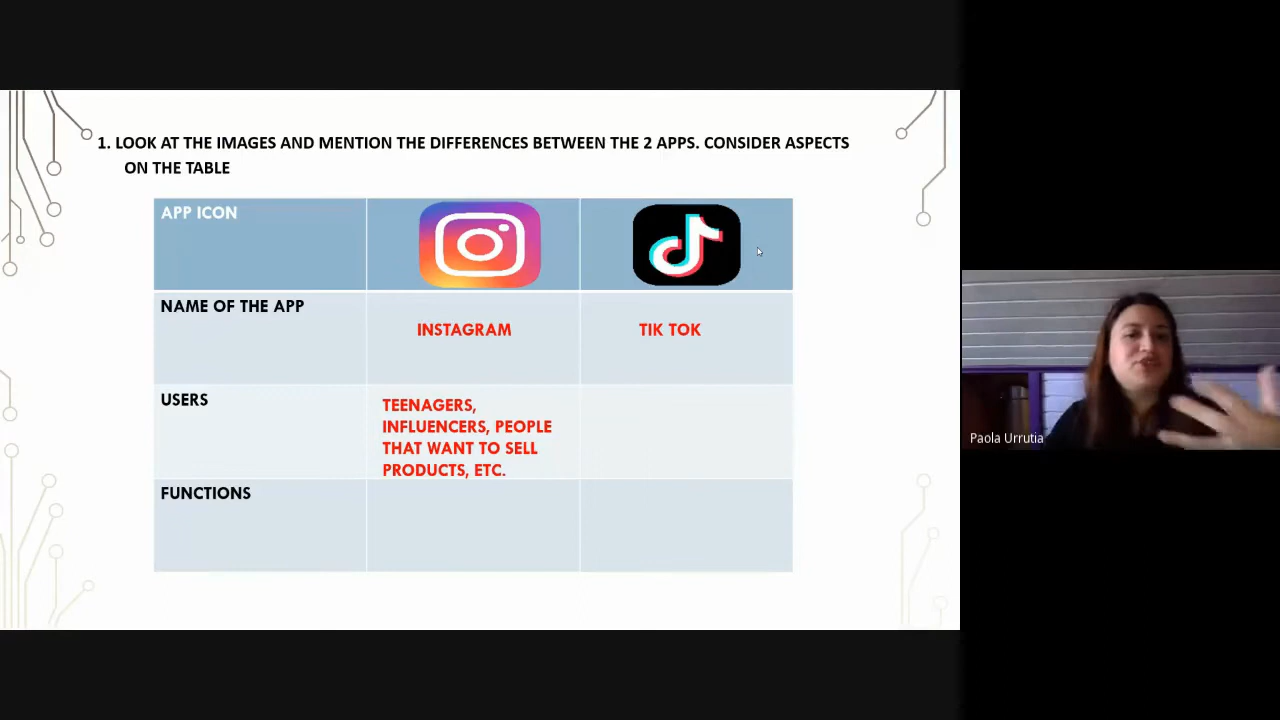 1. LOOK AT THE IMAGES AND MENTION THE DIFFERENCES BETWEEN THE 2 APPS. CONSIDER ASPECTS
ON THE TABLE
APP ICON
NAME OF THE APP
INSTAGRAM
TIK TOK
USERS
TEENAGERS,
INFLUENCERS, PEOPLE
THAT WANT TO SELL
PRODUCTS, ETC.
FUNCTIONS
Paola Urrutia